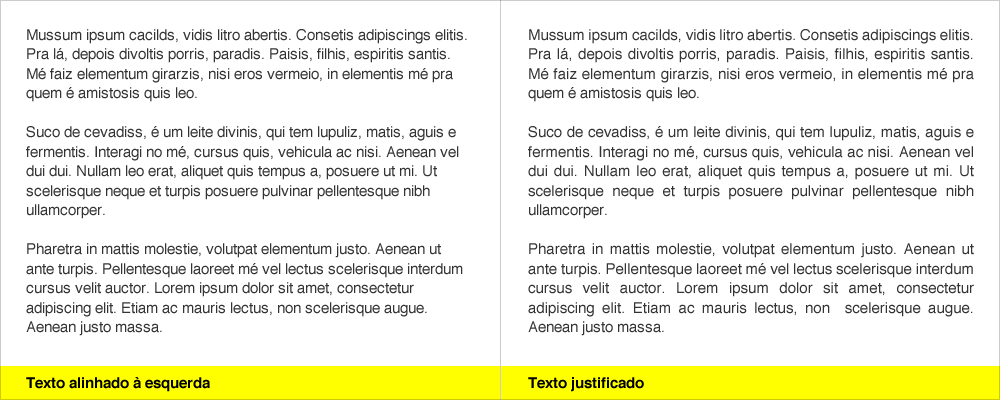 Mussum ipsum cacilds, vidis litro abertis. Consetis adipiscings elitis.
Pra lá, depois divoltis porris, paradis. Paisis, filhis, espiritis santis.
Mé faiz elementum girarzis, nisi eros vermeio, in elementis mé pra
quem é amistosis quis leo.
Suco de cevadiss, é um leite divinis, qui tem lupuliz, matis, aguis e
fermentis. Interagi no mé, cursus quis, vehicula ac nisi. Aenean vel
dui dui. Nullam leo erat, aliquet quis tempus a, posuere ut mi. Ut
scelerisque neque et turpis posuere pulvinar pellentesque nibh
ullamcorper.
Pharetra in mattis molestie, volutpat elementum justo. Aenean ut
ante turpis. Pellentesque laoreet mé vel lectus scelerisque interdum
cursus velit auctor. Lorem ipsum dolor sit amet, consectetur
adipiscing elit. Etiam ac mauris lectus, non scelerisque augue.
Aenean justo massa.
Texto alinhado à esquerda
Mussum ipsum cacilds, vidis litro abertis. Consetis adipiscings elitis.
Pra lá, depois divoltis porris, paradis. Paisis, filhis, espiritis santis.
Mé faiz elementum girarzis, nisi eros vermeio, in elementis mé pra
quem é amistosis quis leo.
Suco de cevadiss, é um leite divinis, qui tem lupuliz, matis, aguis e
fermentis. Interagi no mé, cursus quis, vehicula ac nisi. Aenean vel
dui dui. Nullam leo erat, aliquet quis tempus a, posuere ut mi. Ut
scelerisque neque et turpis posuere pulvinar pellentesque nibh
ullamcorper.
Pharetra in mattis molestie, volutpat elementum justo. Aenean ut
ante turpis. Pellentesque laoreet mé vel lectus scelerisque interdum
cursus velit auctor. Lorem ipsum dolor sit amet, consectetur
adipiscing elit. Etiam ac mauris lectus, non scelerisque augue.
Aenean justo massa.
Texto justificado